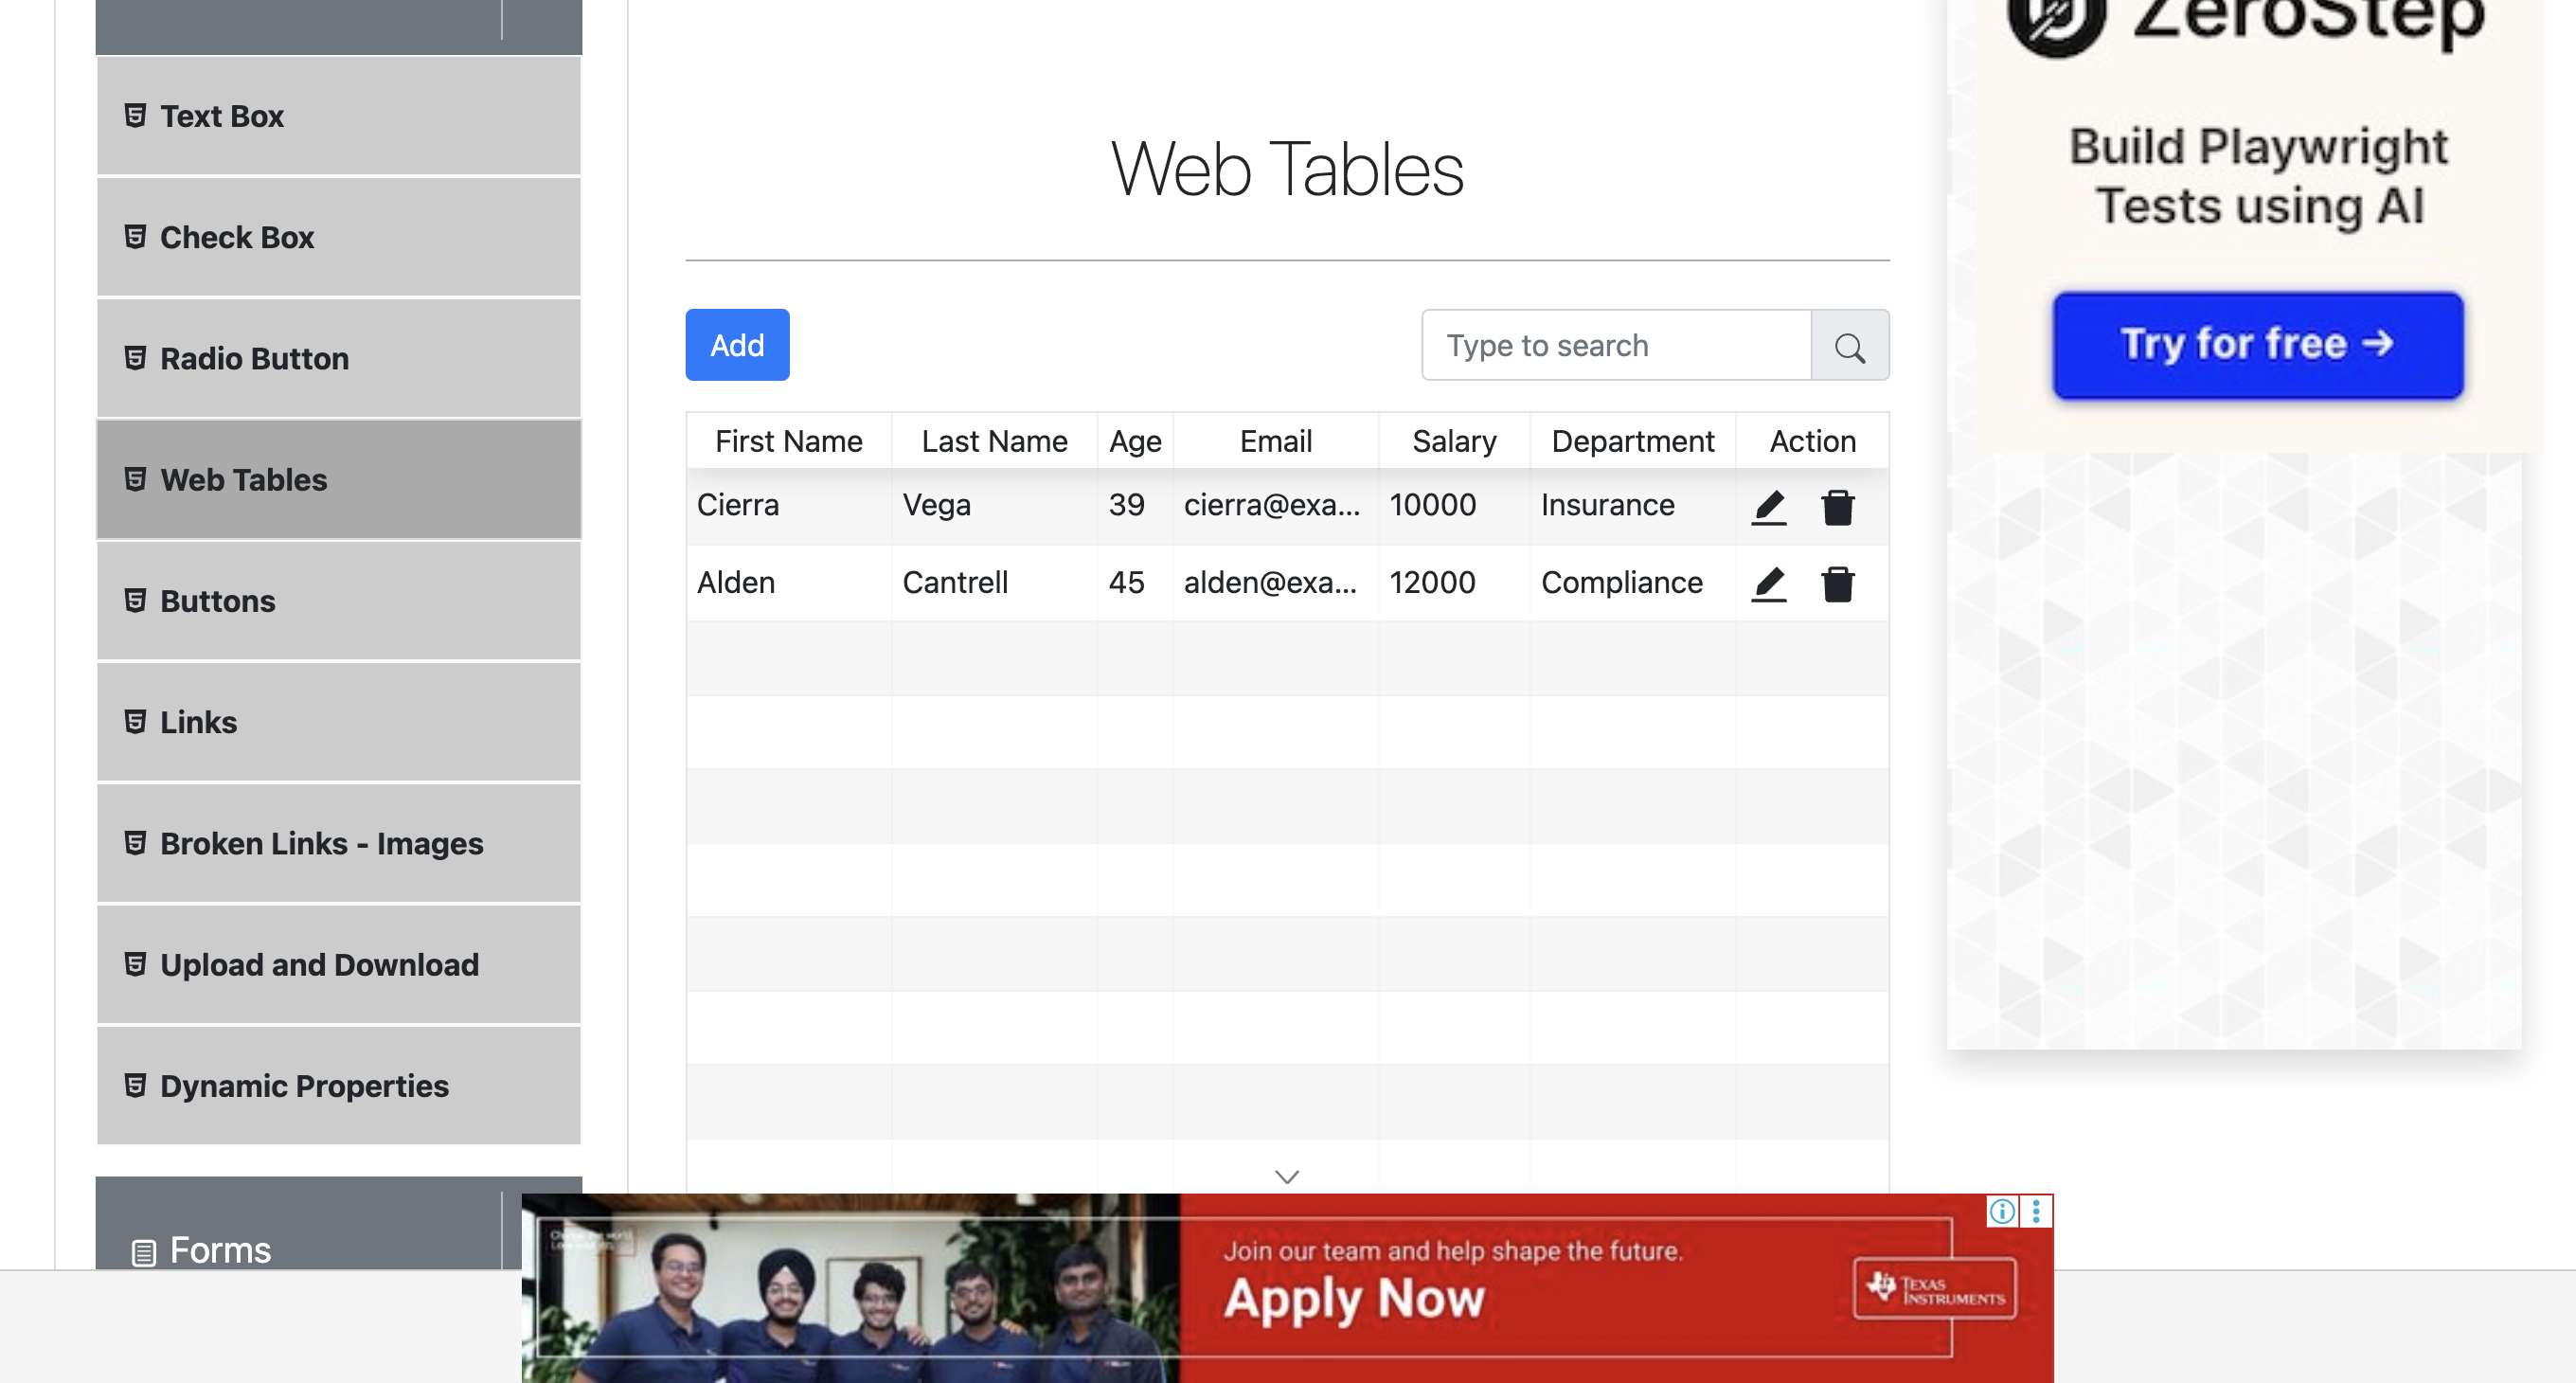 Text Box
Check Box
Radio Button
Web Tables
Buttons
Links
Broken Links - Images
Upload and Download
Dynamic Properties
Forms
Web Tables
Add
Type to search
First Name Last Name Age Email Salary Department Action
Cierra Vega 39 cierra@exa... 10000 Insurance
Alden Cantrell 45 alden@exa... 12000 Compliance
ZeroStep
Build Playwright
Tests using AI
Try for free →
Join our team and help shape the future.
Apply Now
TEXAS
INSTRUMENTS